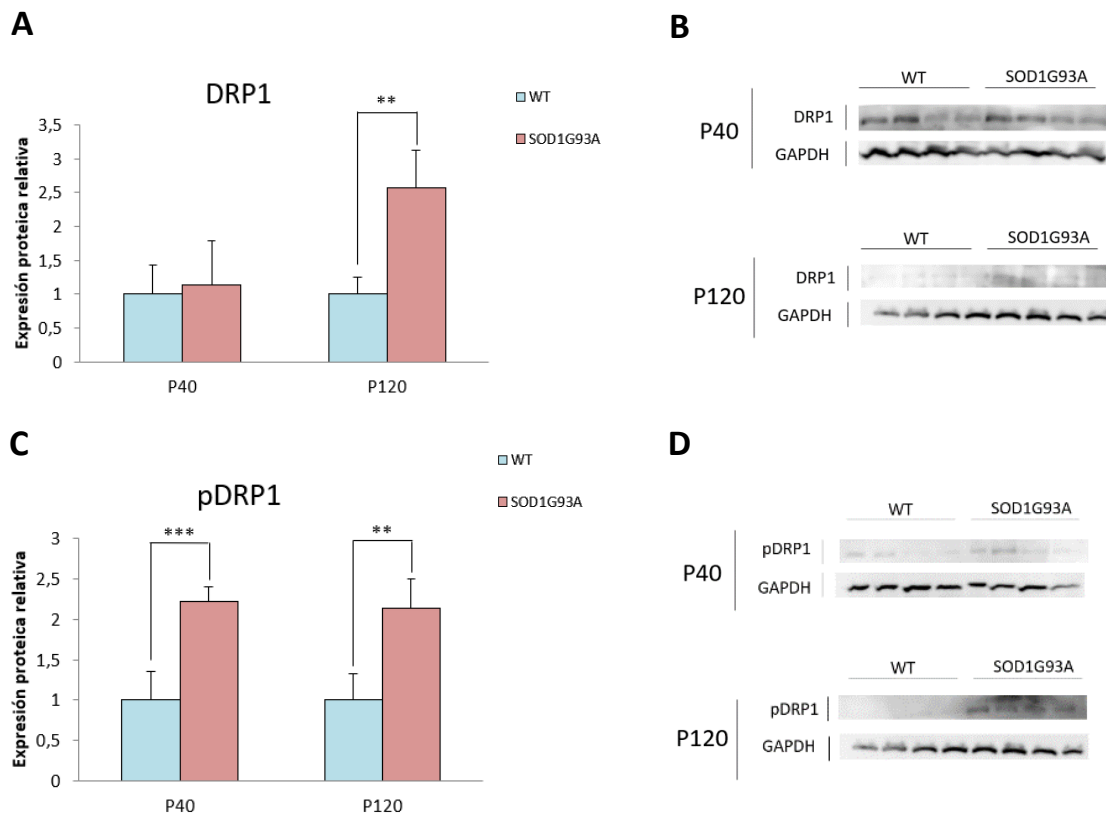 A
DRP1
WT
SOD1G93A
**
Expresión proteica relativa
3,5
3
2,5
2
1,5
1
0,5
0
P40
P120
B
WT
SOD1G93A
P40
DRP1
GAPDH
WT
SOD1G93A
P120
DRP1
GAPDH
C
pDRP1
WT
SOD1G93A
***
**
Expresión proteica relativa
3
2,5
2
1,5
1
0,5
0
P40
P120
D
WT
SOD1G93A
P40
pDRP1
GAPDH
WT
SOD1G93A
P120
pDRP1
GAPDH